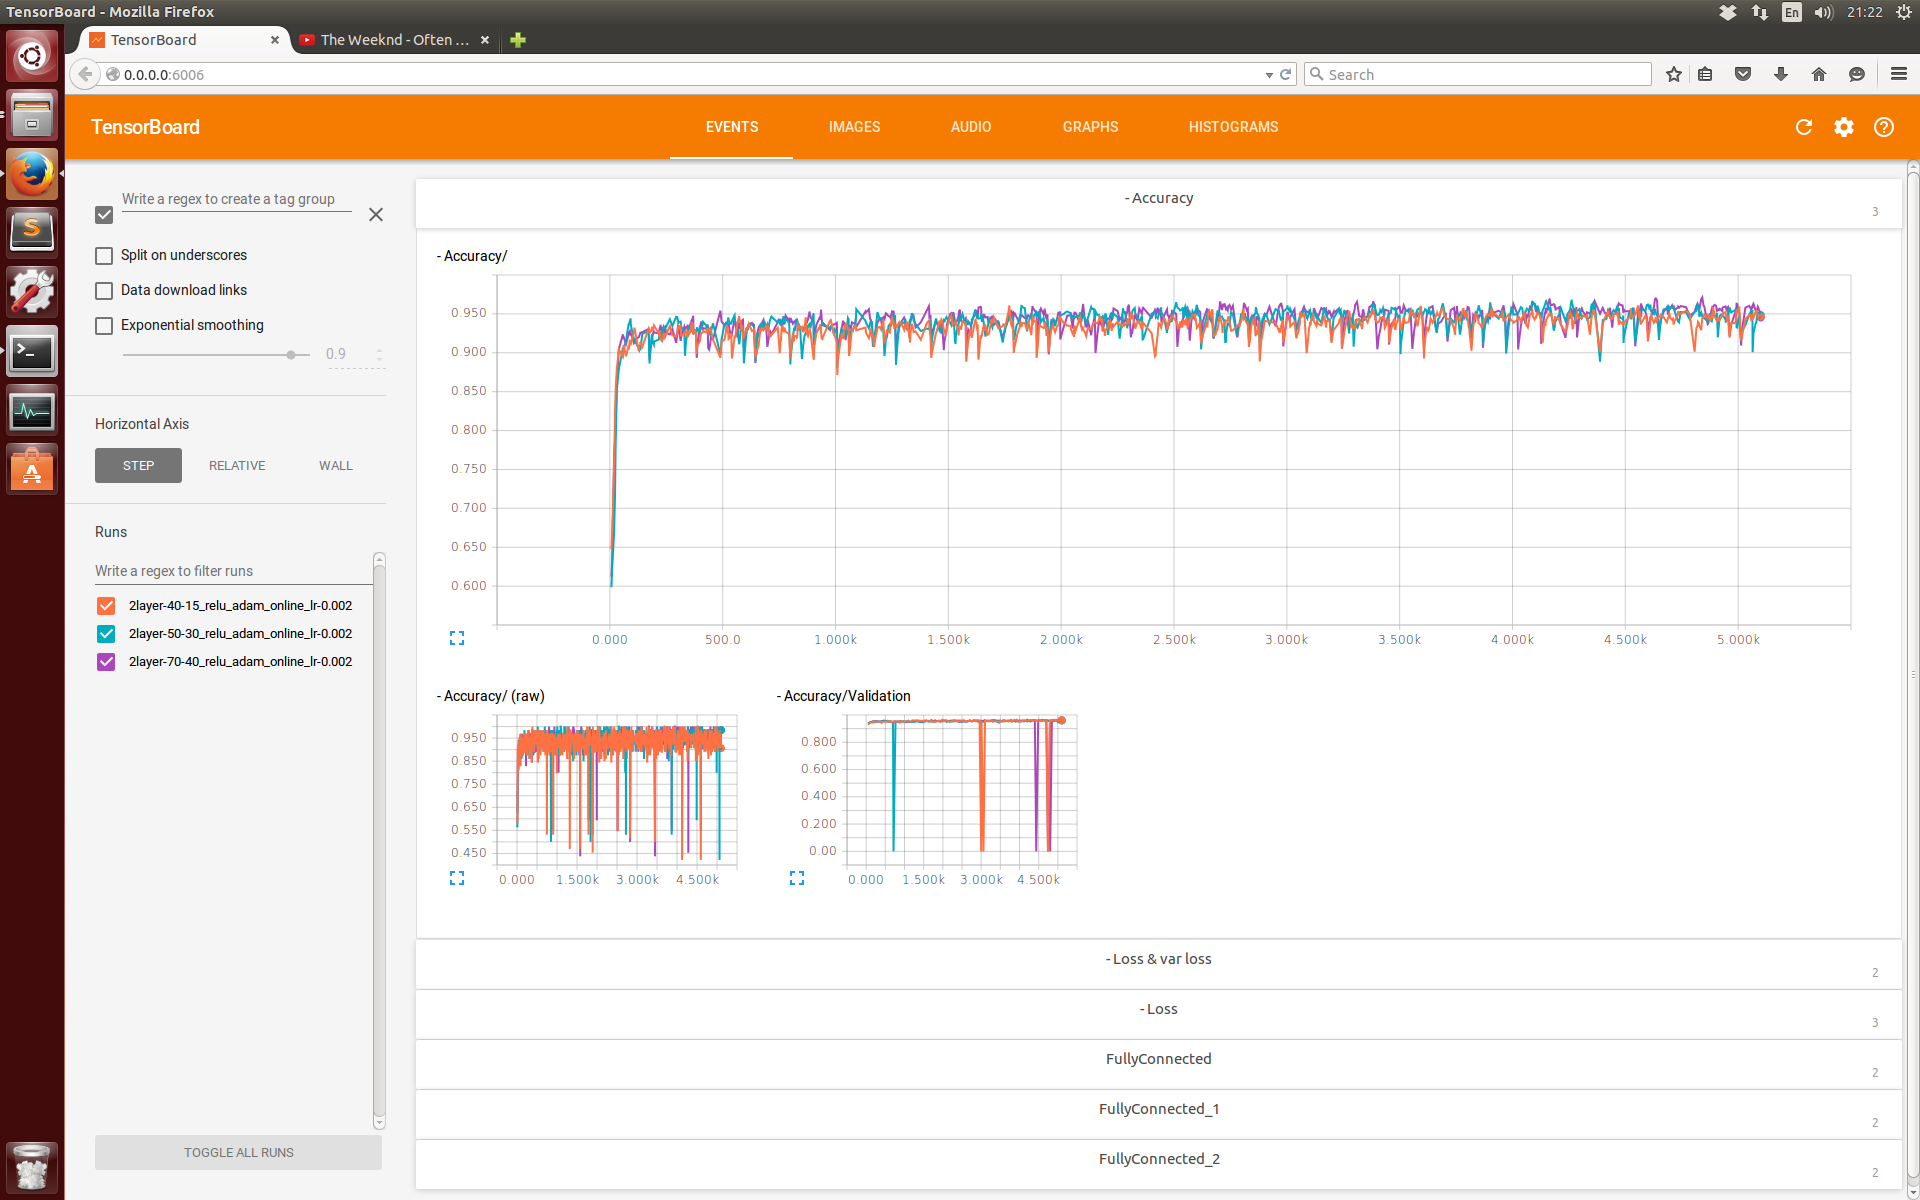 TensorBoard - Mozilla Firefox
En
21:22
TensorBoard
The Weeknd - Often ...
0.0.0.0:6006
Search
TensorBoard
EVENTS
IMAGES
AUDIO
GRAPHS
HISTOGRAMS
Write a regex to create a tag group
Split on underscores
Data download links
Exponential smoothing
0.9
Horizontal Axis
STEP
RELATIVE
WALL
Runs
Write a regex to filter runs
2layer-40-15_relu_adam_online_lr-0.002
2layer-50-30_relu_adam_online_lr-0.002
2layer-70-40_relu_adam_online_lr-0.002
TOGGLE ALL RUNS
- Accuracy
3
- Accuracy/
0.950
0.900
0.850
0.800
0.750
0.700
0.650
0.600
0.000 500.0 1.000k 1.500k 2.000k 2.500k 3.000k 3.500k 4.000k 4.500k 5.000k
- Accuracy/ (raw)
0.950
0.850
0.750
0.650
0.550
0.450
0.000 1.500k 3.000k 4.500k
- Accuracy/Validation
0.800
0.600
0.400
0.200
0.00
0.000 1.500k 3.000k 4.500k
- Loss & var loss
2
- Loss
3
FullyConnected
2
FullyConnected_1
2
FullyConnected_2
2